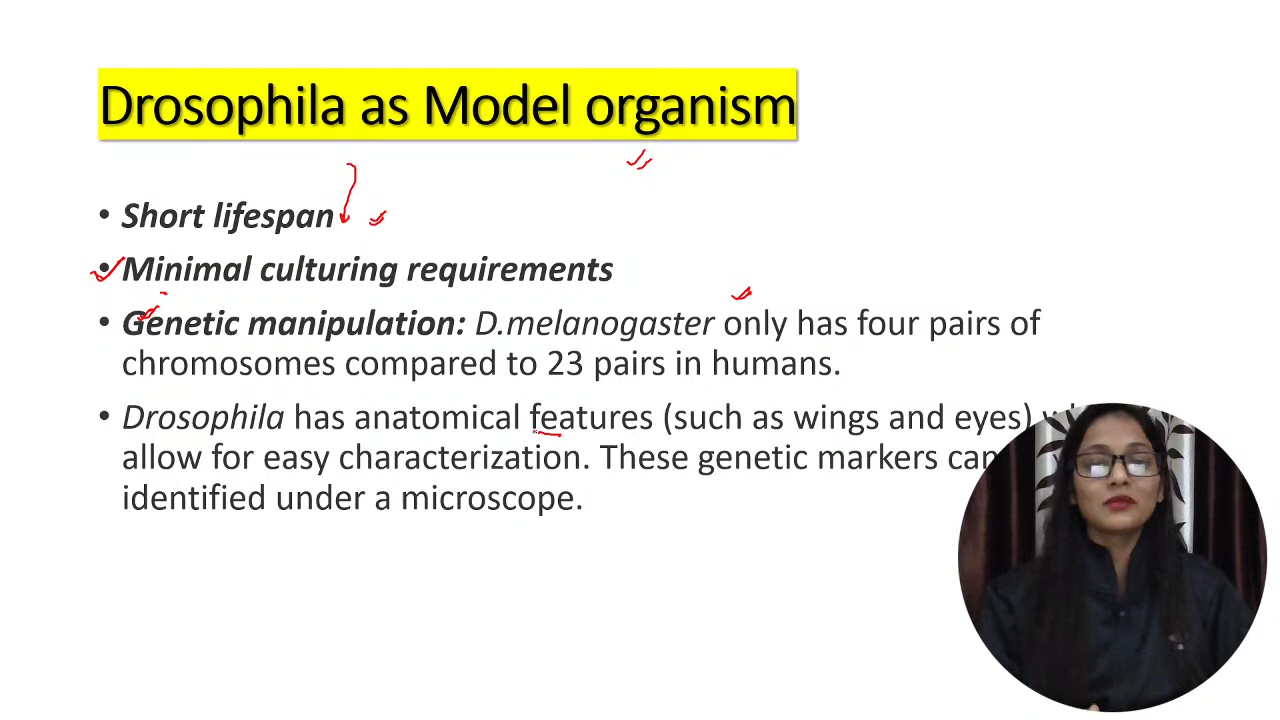 Drosophila as Model organism
• Short lifespan
• Minimal culturing requirements
• Genetic manipulation: D.melanogaster only has four pairs of
chromosomes compared to 23 pairs in humans.
• Drosophila has anatomical features (such as wings and eyes)
allow for easy characterization. These genetic markers can
identified under a microscope.